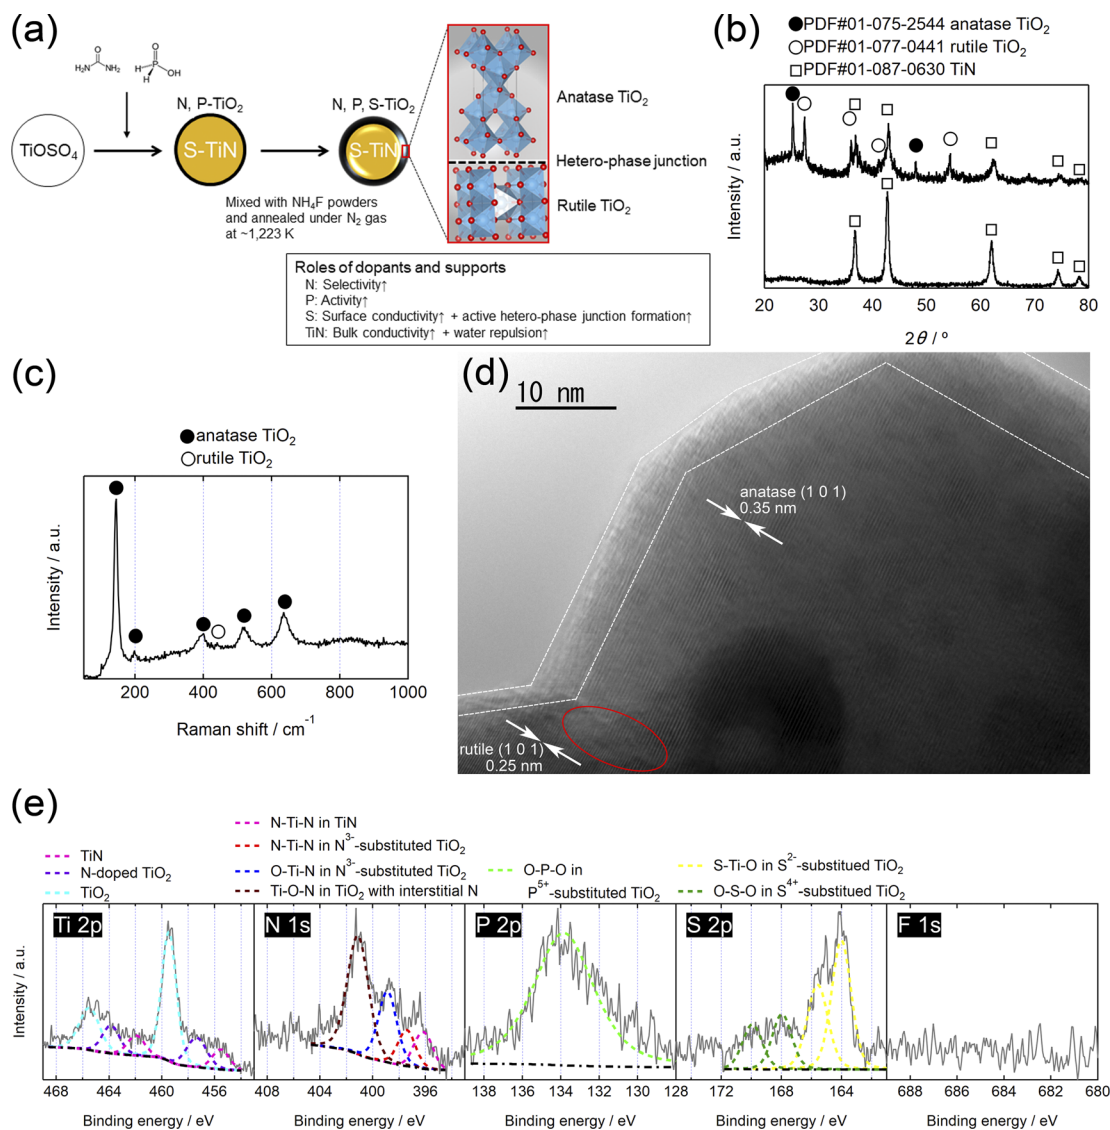 (a)
O
H₂N NH₂
O
H P OH
H
TiOSO₄
N, P-TiO₂
S-TiN
N, P, S-TiO₂
S-TiN
Mixed with NH₄F powders
and annealed under N₂ gas
at ~1,223 K
Anatase TiO₂
Hetero-phase junction
Rutile TiO₂
Roles of dopants and supports
N: Selectivity↑
P: Activity↑
S: Surface conductivity↑ + active hetero-phase junction formation↑
TiN: Bulk conductivity↑ + water repulsion↑
(b)
PDF#01-075-2544 anatase TiO₂
PDF#01-077-0441 rutile TiO₂
PDF#01-087-0630 TiN
Intensity / a.u.
20 30 40 50 60 70 80
2θ / º
(c)
anatase TiO₂
rutile TiO₂
Intensity / a.u.
200 400 600 800 1000
Raman shift / cm⁻¹
(d)
10 nm
anatase (1 0 1)
0.35 nm
rutile (1 0 1)
0.25 nm
(e)
TiN
N-doped TiO₂
TiO₂
N-Ti-N in TiN
N-Ti-N in N³⁻-substituted TiO₂
O-Ti-N in N³⁻-substituted TiO₂
Ti-O-N in TiO₂ with interstitial N
O-P-O in
P⁵⁺-substituted TiO₂
S-Ti-O in S²⁻-substitued TiO₂
O-S-O in S⁴⁺-substitued TiO₂
Intensity / a.u.
Ti 2p
N 1s
P 2p
S 2p
F 1s
468 464 460 456
408 404 399 394
138 134 130 128
170 168 164
688 686 684 682 680
Binding energy / eV
Binding energy / eV
Binding energy / eV
Binding energy / eV
Binding energy / eV